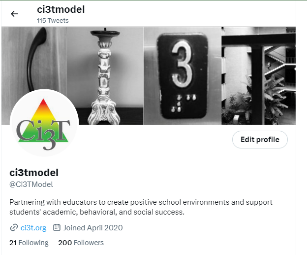 ci3tmodel
115 Tweets
3
Ci3T
Edit profile
ci3tmodel
@CI3TModel
Partnering with educators to create positive school environments and support
students' academic, behavioral, and social success.
ci3t.org Joined April 2020
21 Following 200 Followers